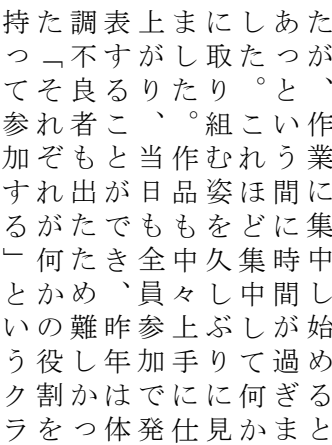 たが、作業に集中し始めると
あっという間に時間が過ぎま
した。これほど集中して何か
に取り組む姿を久しぶりに見
ました。作品も中々上手に仕
上がり、当日も全員参加で発
表することができ、昨年は体
調不良者も出たため難しかっ
た「それぞれが何かの役割を
持って参加する」というクラ